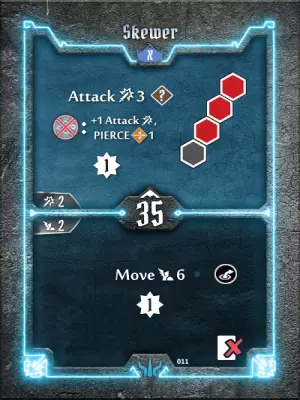 Skewer
X
Attack 3 ?
+1 Attack,
PIERCE 1
1
2
35
2
Move 6
1
011